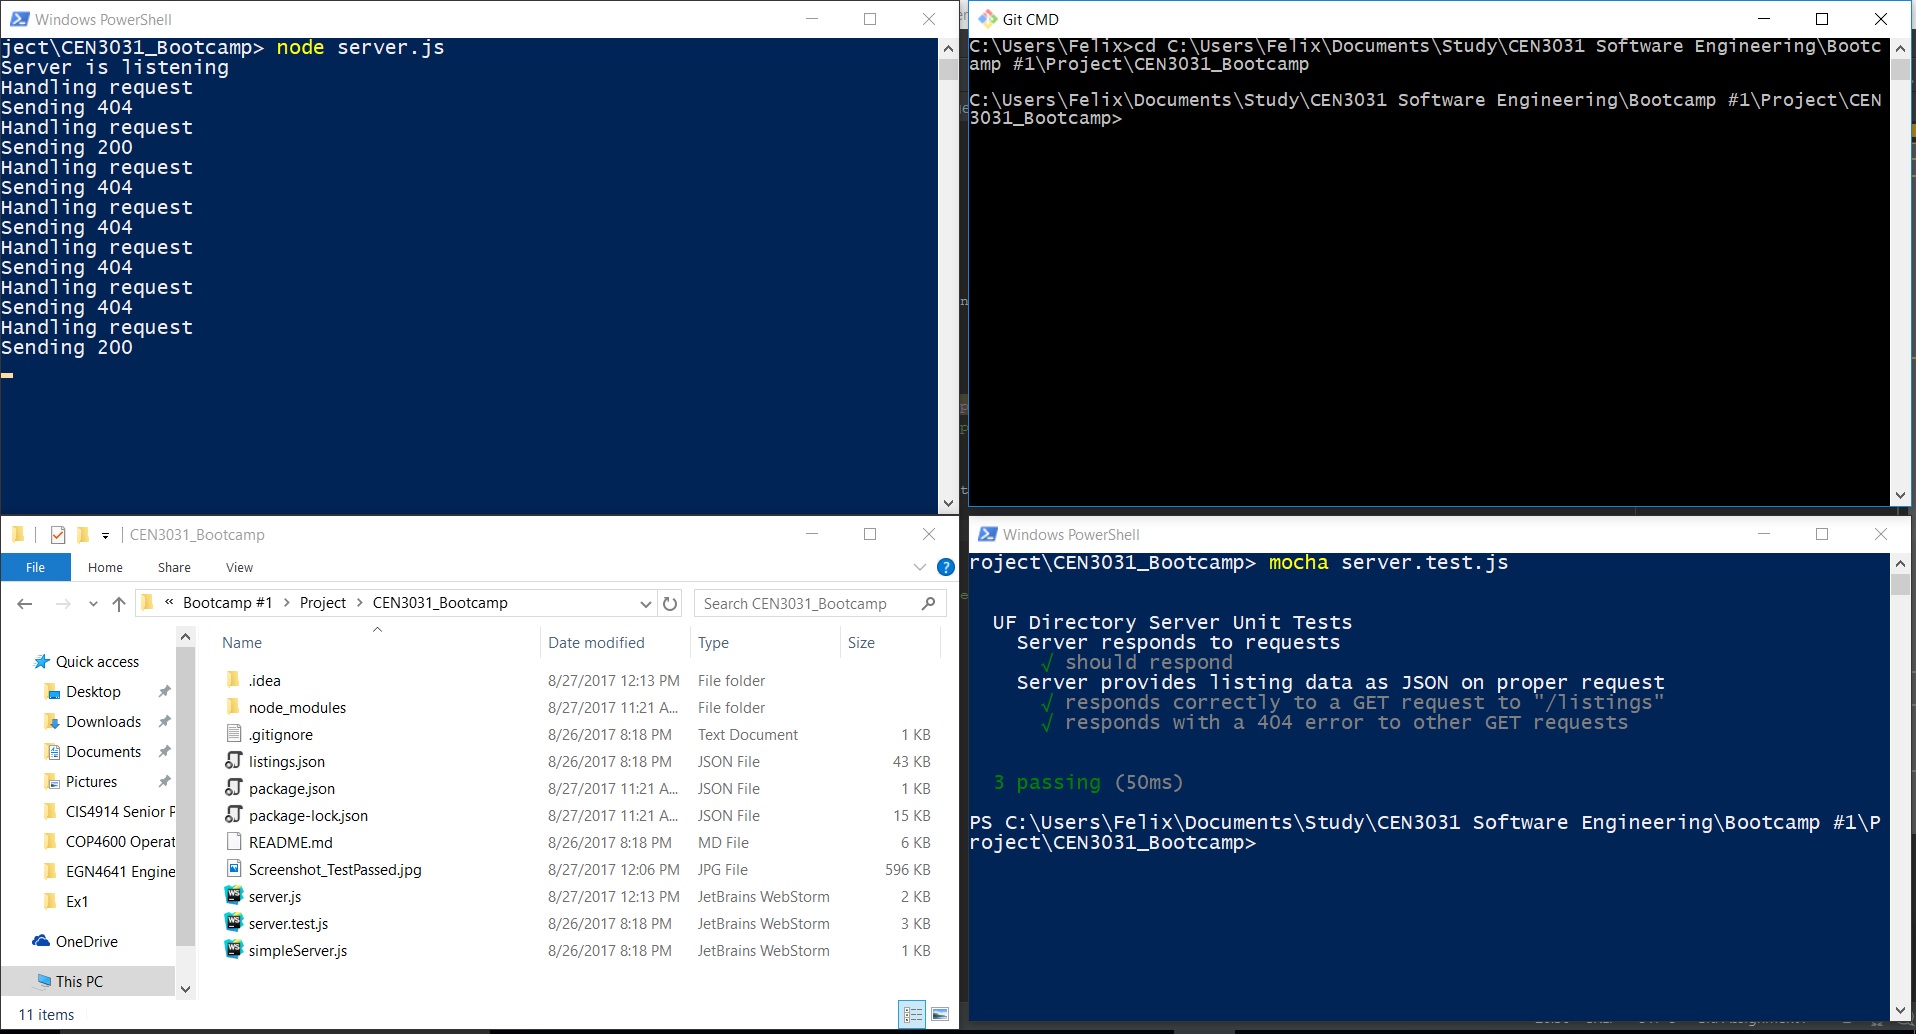 Windows PowerShell
ject\CEN3031_Bootcamp> node server.js
Server is listening
Handling request
Sending 404
Handling request
Sending 200
Handling request
Sending 404
Handling request
Sending 404
Handling request
Sending 404
Handling request
Sending 404
Handling request
Sending 200
Git CMD
C:\Users\Felix>cd C:\Users\Felix\Documents\Study\CEN3031 Software Engineering\Bootc
amp #1\Project\CEN3031_Bootcamp
C:\Users\Felix\Documents\Study\CEN3031 Software Engineering\Bootcamp #1\Project\CEN
3031_Bootcamp>
CEN3031_Bootcamp
File Home Share View
« Bootcamp #1 > Project > CEN3031_Bootcamp
Search CEN3031_Bootcamp
Quick access
Desktop
Downloads
Documents
Pictures
CIS4914 Senior P
COP4600 Operat
EGN4641 Engine
Ex1
OneDrive
This PC
Name Date modified Type Size
.idea 8/27/2017 12:13 PM File folder
node_modules 8/27/2017 11:21 A... File folder
.gitignore 8/26/2017 8:18 PM Text Document 1 KB
listings.json 8/26/2017 8:18 PM JSON File 43 KB
package.json 8/27/2017 11:21 A... JSON File 1 KB
package-lock.json 8/27/2017 11:21 A... JSON File 15 KB
README.md 8/26/2017 8:18 PM MD File 6 KB
Screenshot_TestPassed.jpg 8/27/2017 12:06 PM JPG File 596 KB
server.js 8/27/2017 12:13 PM JetBrains WebStorm 2 KB
server.test.js 8/26/2017 8:18 PM JetBrains WebStorm 3 KB
simpleServer.js 8/26/2017 8:18 PM JetBrains WebStorm 1 KB
11 items
Windows PowerShell
roject\CEN3031_Bootcamp> mocha server.test.js
UF Directory Server Unit Tests
Server responds to requests
√ should respond
Server provides listing data as JSON on proper request
√ responds correctly to a GET request to "/listings"
√ responds with a 404 error to other GET requests
3 passing (50ms)
PS C:\Users\Felix\Documents\Study\CEN3031 Software Engineering\Bootcamp #1\P
roject\CEN3031_Bootcamp>